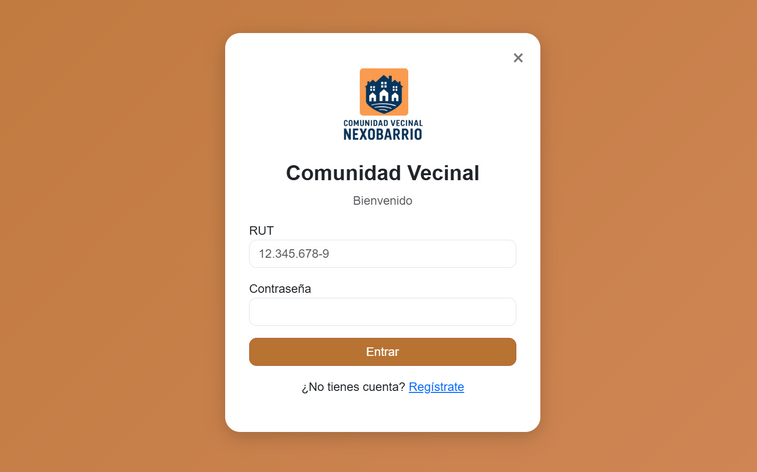 ×
COMUNIDAD VECINAL
NEXOBARRIO
Comunidad Vecinal
Bienvenido
RUT
12.345.678-9
Contraseña
Entrar
¿No tienes cuenta? Regístrate